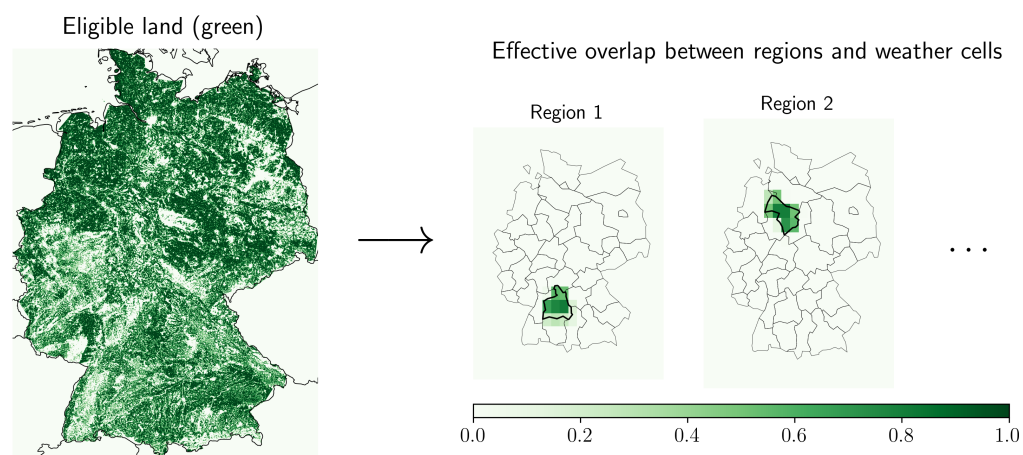 Eligible land (green)
Effective overlap between regions and weather cells
Region 1
Region 2
...
0.0 0.2 0.4 0.6 0.8 1.0